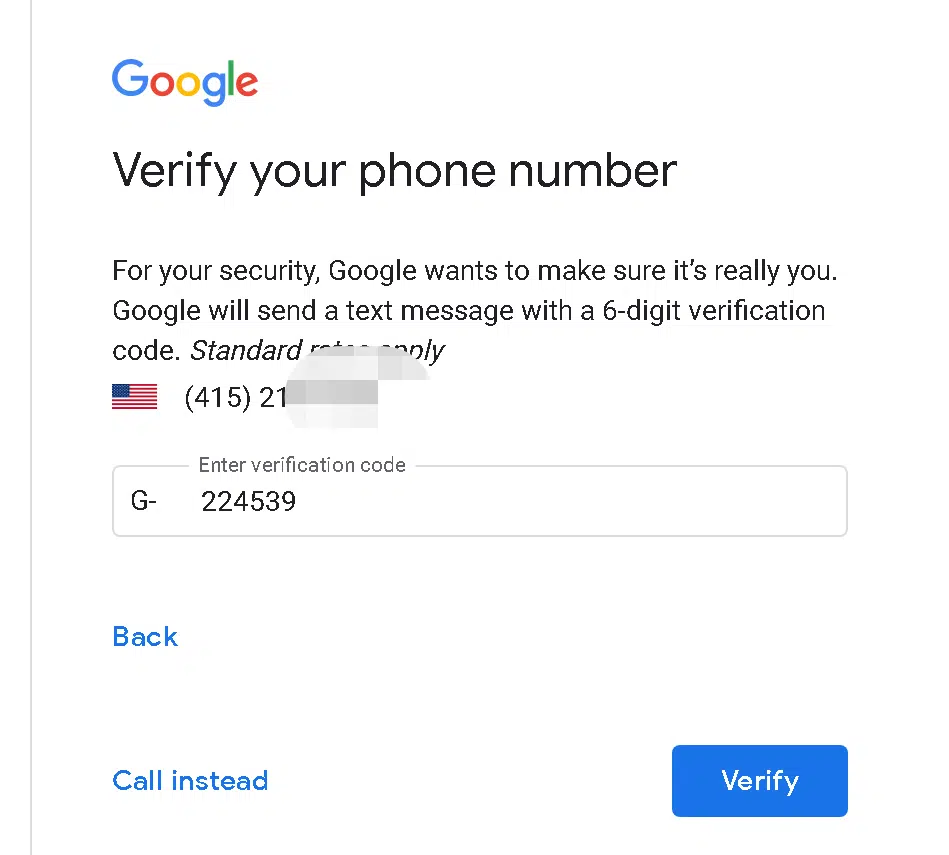 Google
Verify your phone number
For your security, Google wants to make sure it’s really you.
Google will send a text message with a 6-digit verification
code. Standard rates apply
(415) 21
Enter verification code
G- 224539
Back
Call instead
Verify